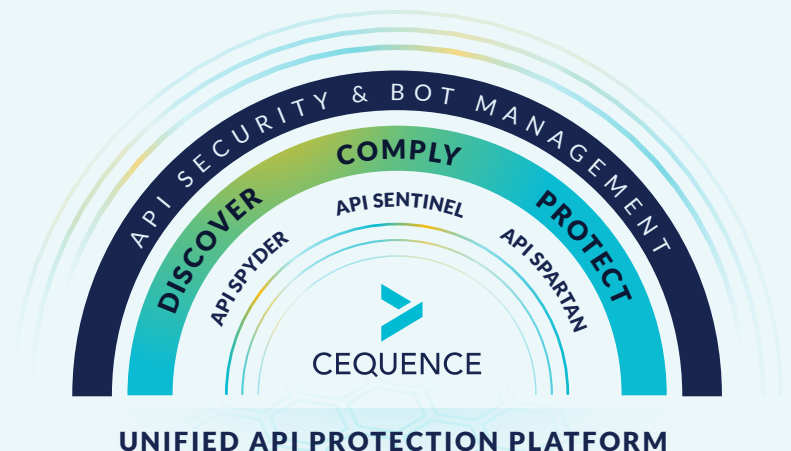 API SECURITY & BOT MANAGEMENT
DISCOVER
COMPLY
PROTECT
API SPYDER
API SENTINEL
API SPARTAN
CEQUENCE
UNIFIED API PROTECTION PLATFORM